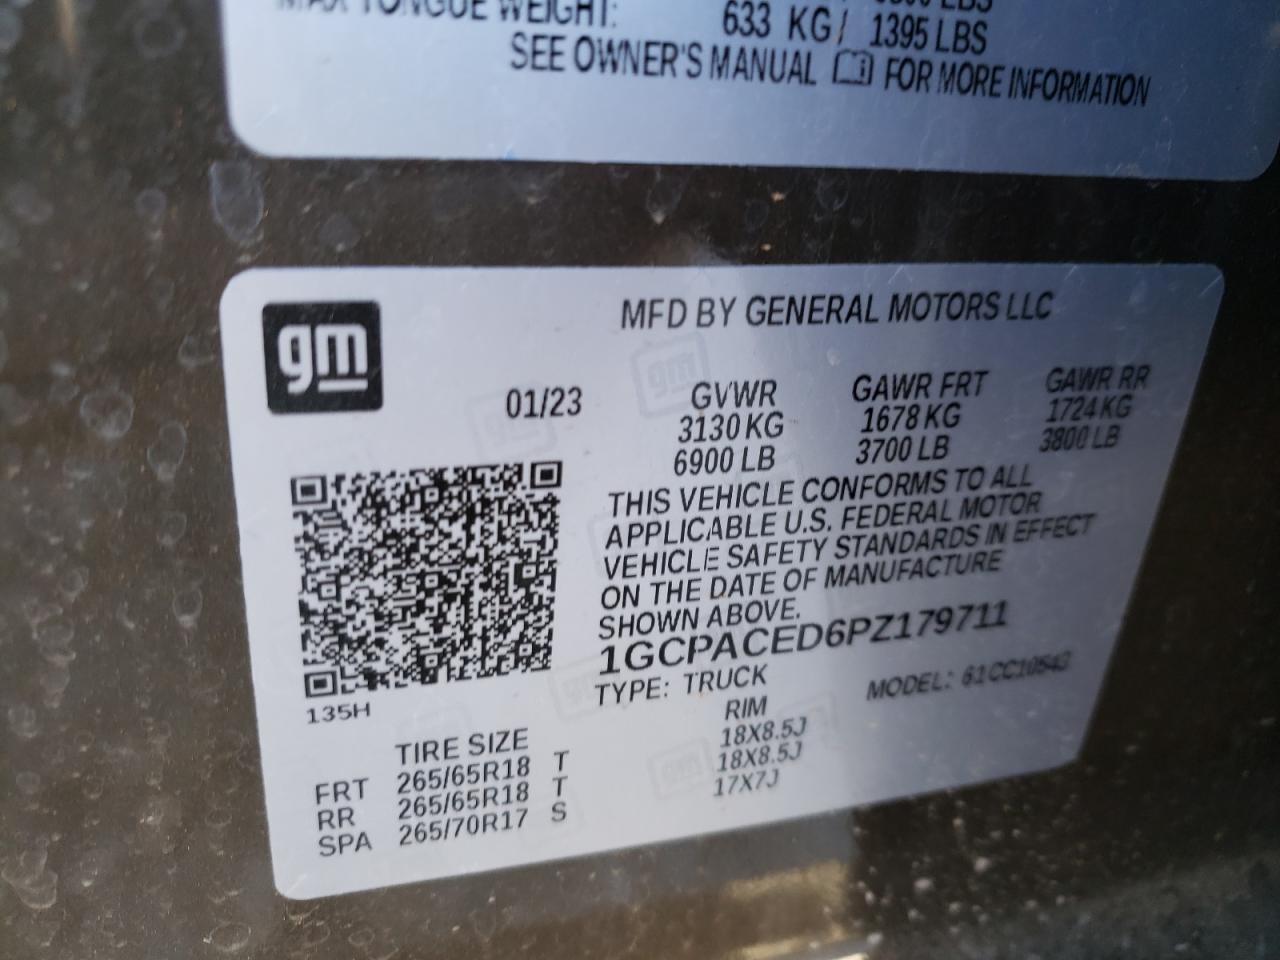 MAX TONGUE WEIGHT: 633 KG/ 1395 LBS
SEE OWNER'S MANUAL FOR MORE INFORMATION
gm
MFD BY GENERAL MOTORS LLC
01/23
GVWR GAWR FRT GAWR RR
3130 KG 1678 KG 1724 KG
6900 LB 3700 LB 3800 LB
THIS VEHICLE CONFORMS TO ALL
APPLICABLE U.S. FEDERAL MOTOR
VEHICLE SAFETY STANDARDS IN EFFECT
ON THE DATE OF MANUFACTURE
SHOWN ABOVE.
1GCPACED6PZ179711
TYPE: TRUCK MODEL: 61CC10543
135H
TIRE SIZE RIM
FRT 265/65R18 T 18X8.5J
RR 265/65R18 T 18X8.5J
SPA 265/70R17 S 17X7J